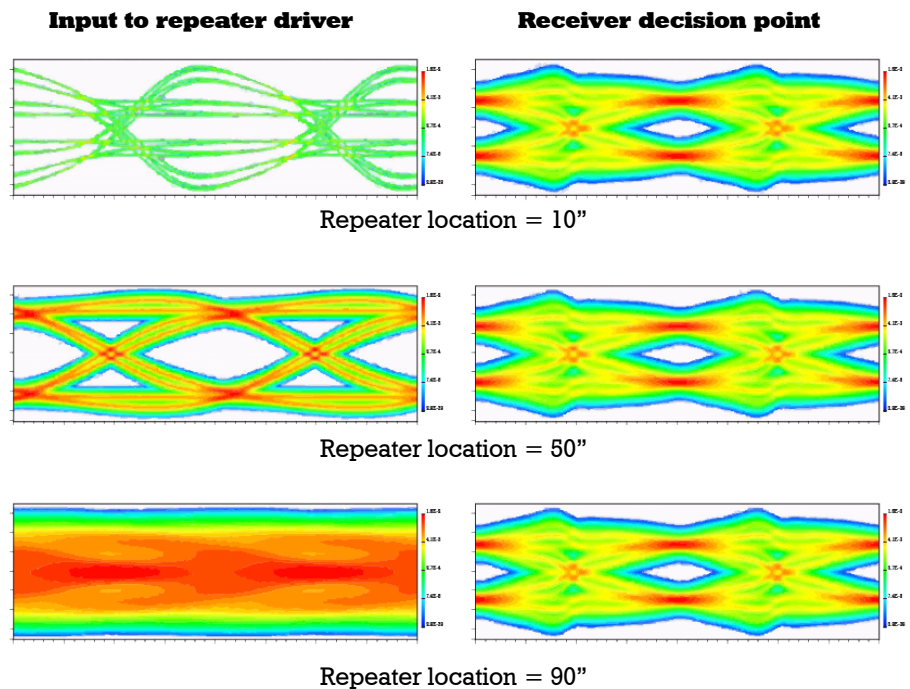 Input to repeater driver
Receiver decision point
Repeater location = 10”
Repeater location = 50”
Repeater location = 90”